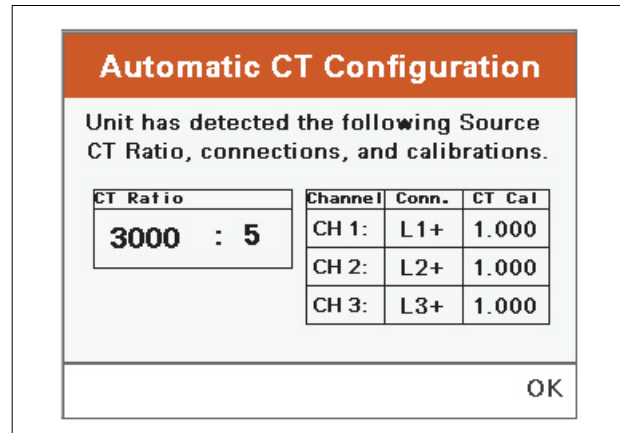 Automatic CT Configuration
Unit has detected the following Source
CT Ratio, connections, and calibrations.
CT Ratio
3000 : 5
Channel Conn. CT Cal
CH 1: L1+ 1.000
CH 2: L2+ 1.000
CH 3: L3+ 1.000
OK